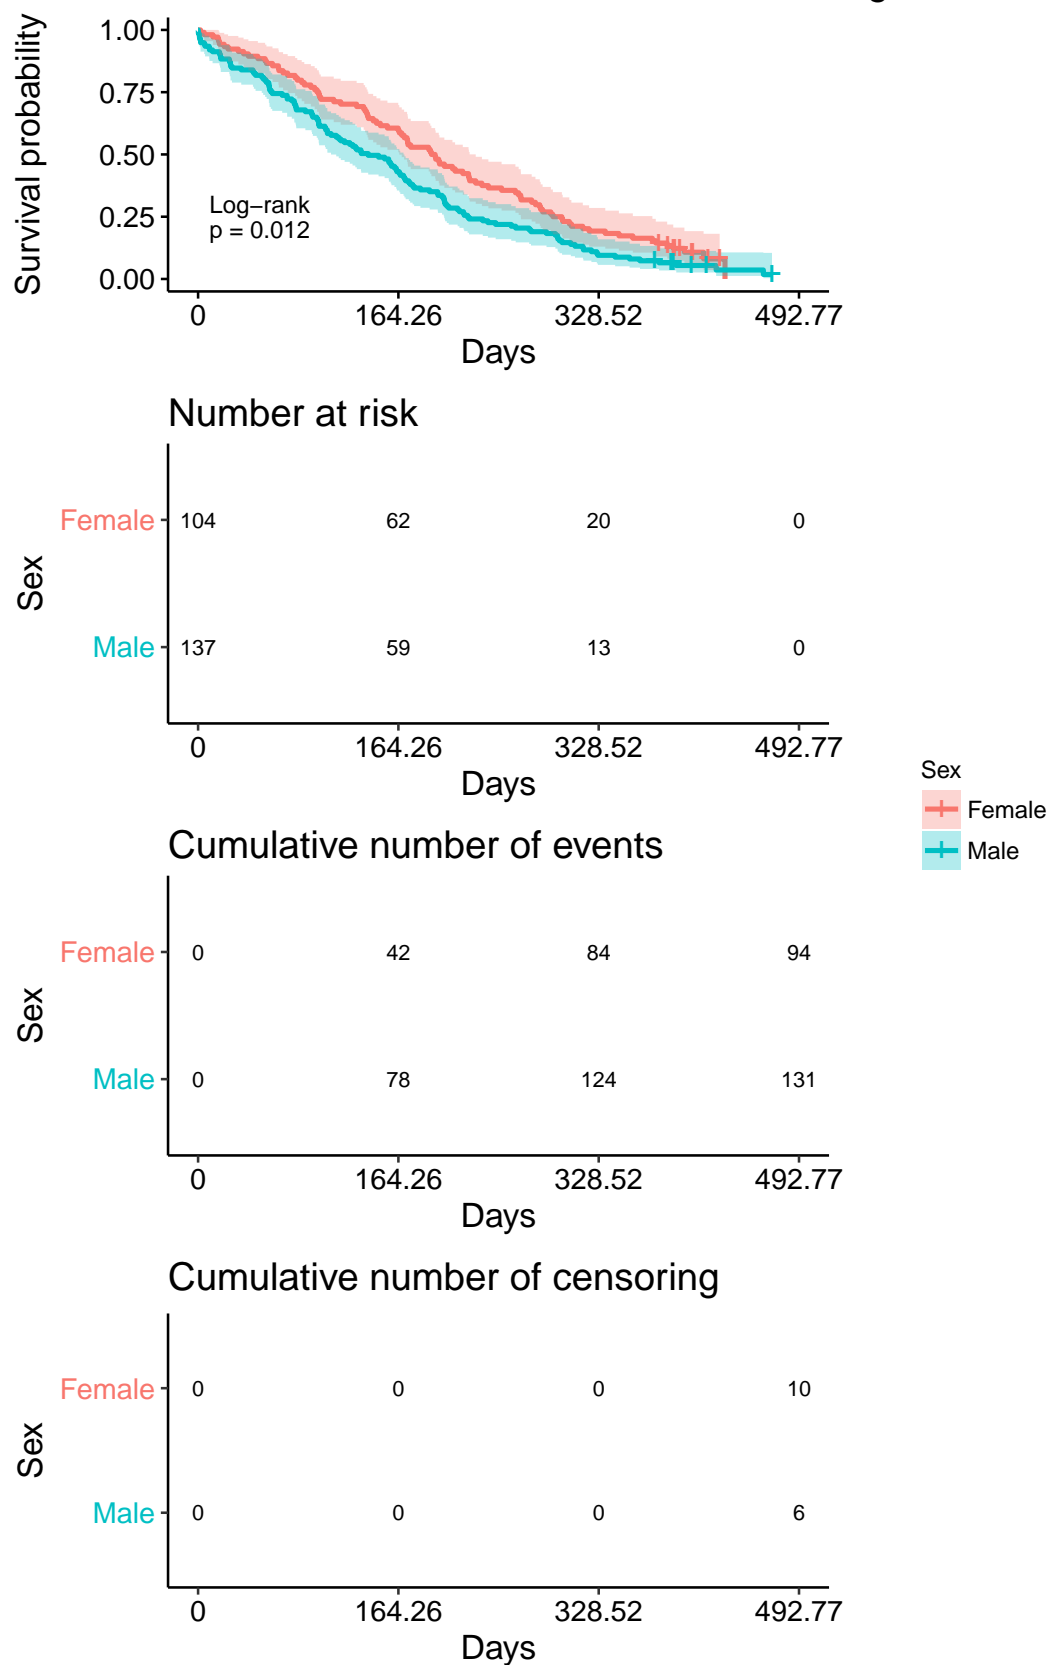 Survival probability
1.00
0.75
0.50
0.25
0.00
Log−rank
p = 0.012
0 164.26 328.52 492.77
Days
Number at risk
Sex
Female 104 62 20 0
Male 137 59 13 0
0 164.26 328.52 492.77
Days
Sex
Female
Male
Cumulative number of events
Sex
Female 0 42 84 94
Male 0 78 124 131
0 164.26 328.52 492.77
Days
Cumulative number of censoring
Sex
Female 0 0 0 10
Male 0 0 0 6
0 164.26 328.52 492.77
Days